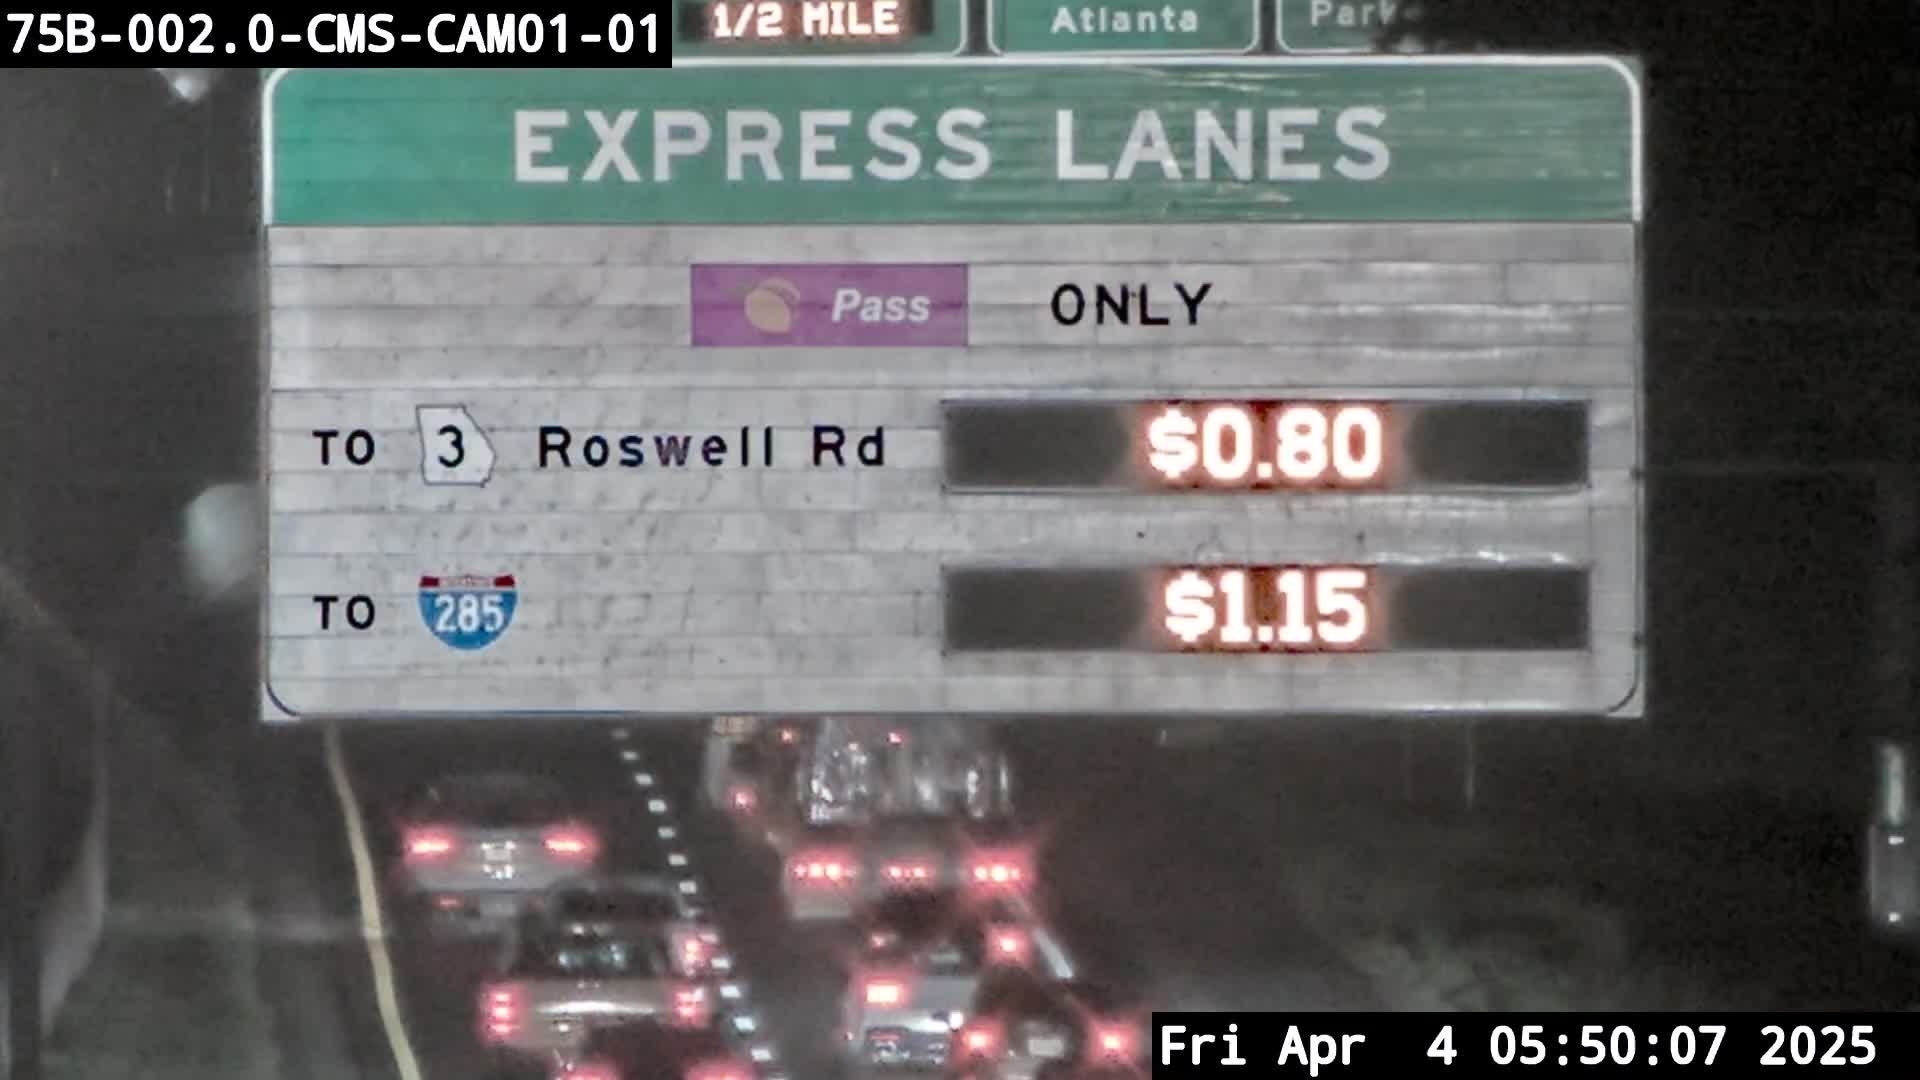 75B-002.0-CMS-CAM01-01
1/2 MILE
Atlanta
Park
EXPRESS LANES
Pass ONLY
TO 3 Roswell Rd $0.80
TO 285 $1.15
Fri Apr 4 05:50:07 2025